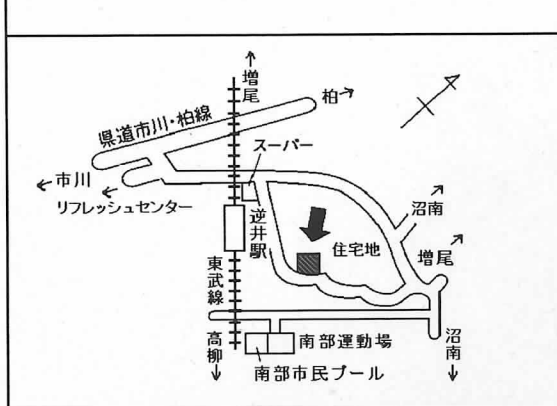 ↑
増尾
柏→
県道市川・柏線
スーパー
←市川
←
リフレッシュセンター
逆井駅
沼南
住宅地
増尾
東武線
高柳
↓
南部運動場
南部市民プール
沼南
↓